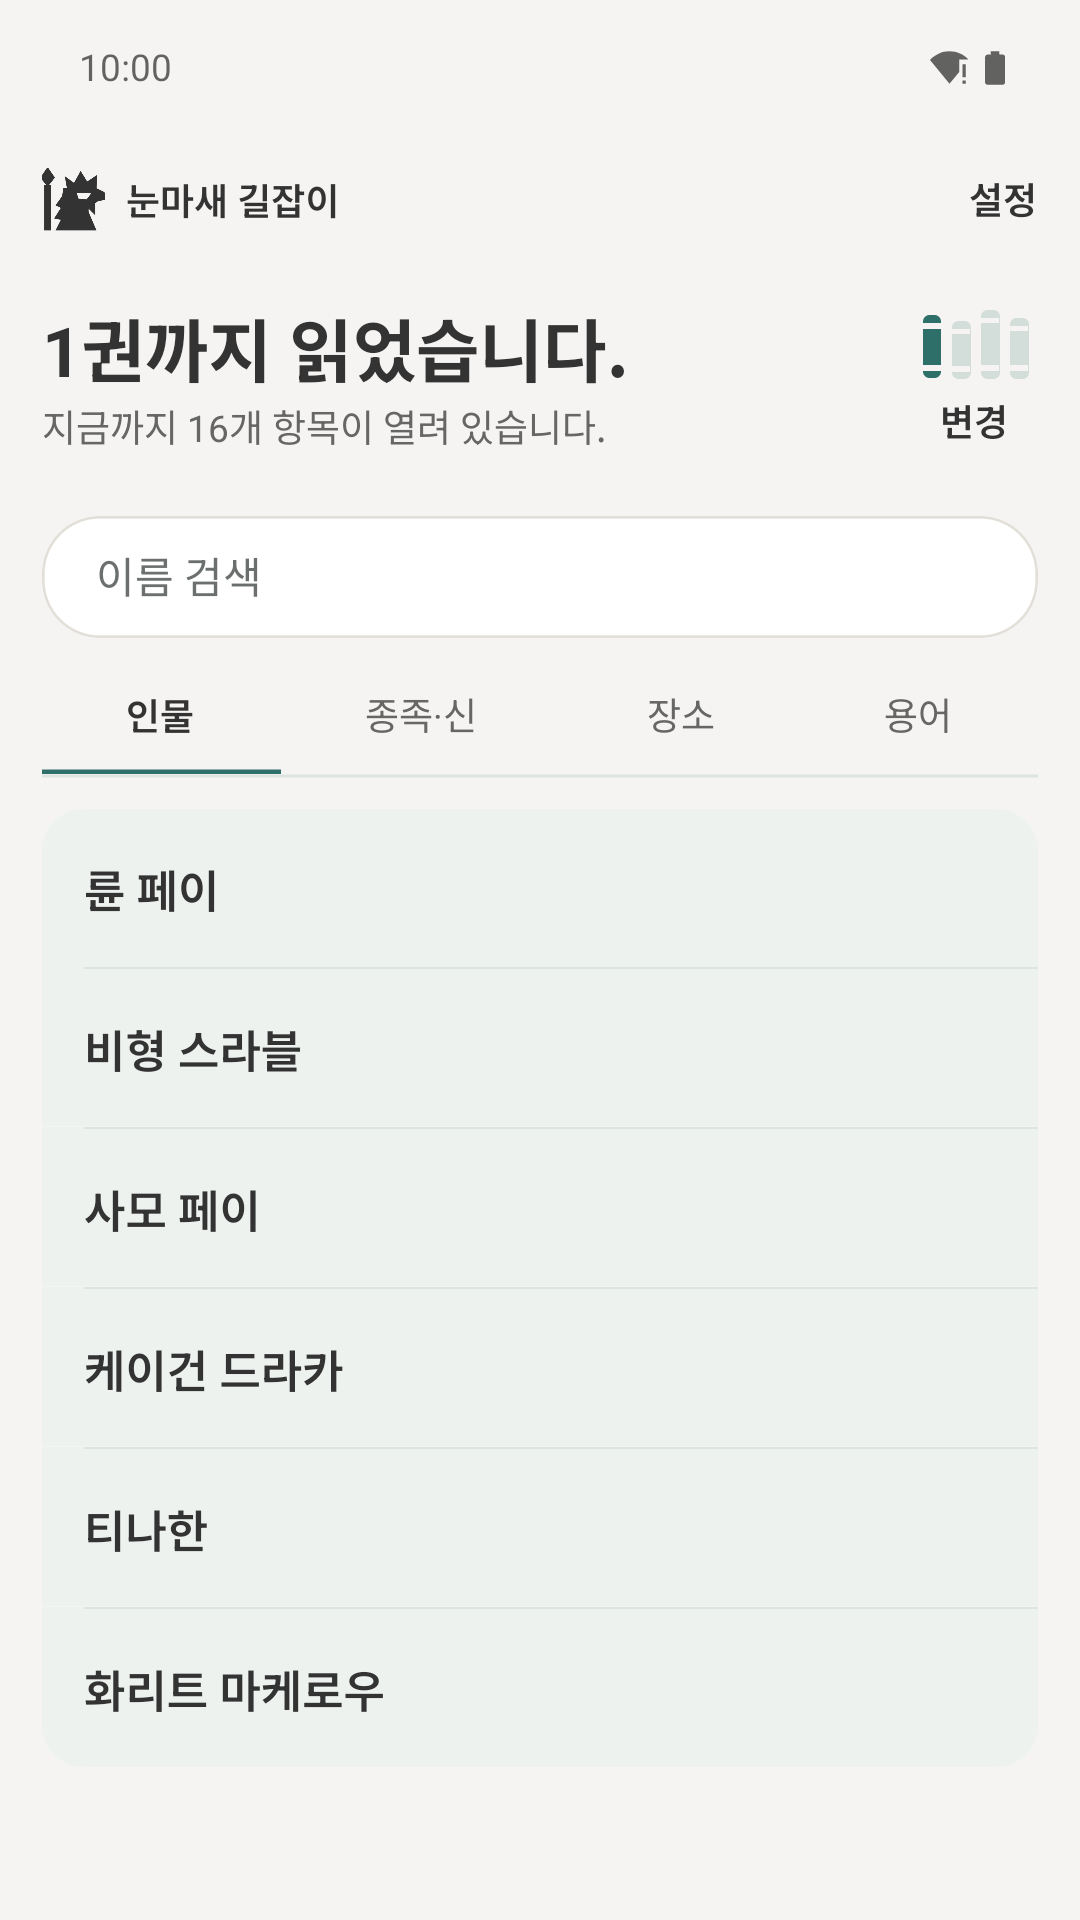 10:00
눈마새 길잡이
설정
1권까지 읽었습니다.
지금까지 16개 항목이 열려 있습니다.
변경
이름 검색
인물
종족·신
장소
용어
륜 페이
비형 스라블
사모 페이
케이건 드라카
티나한
화리트 마케로우